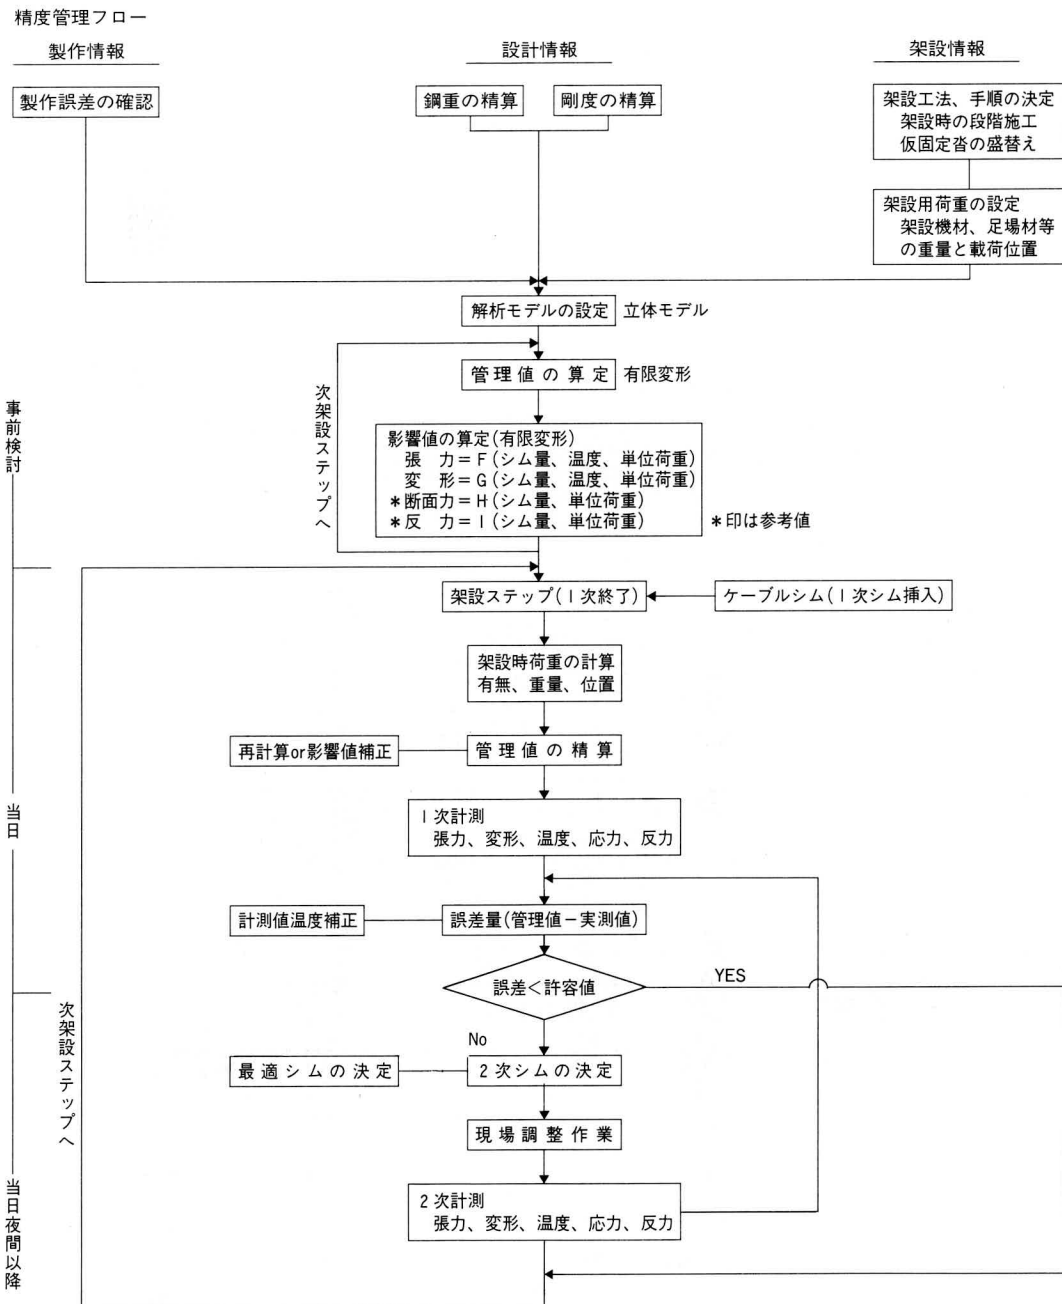 精度管理フロー
製作情報
設計情報
架設情報
製作誤差の確認
鋼重の精算
剛度の精算
架設工法、手順の決定
架設時の段階施工
仮固定沓の盛替え
架設用荷重の設定
架設機材、足場材等
の重量と載荷位置
解析モデルの設定
立体モデル
管理値の算定
有限変形
次架設ステップへ
影響値の算定(有限変形)
張 力=F(シム量、温度、単位荷重)
変 形=G(シム量、温度、単位荷重)
*断面力=H(シム量、単位荷重)
*反 力=I(シム量、単位荷重)
*印は参考値
事前検討
架設ステップ(1次終了)
ケーブルシム(1次シム挿入)
架設時荷重の計算
有無、重量、位置
再計算or影響値補正
管理値の精算
当日
1次計測
張力、変形、温度、応力、反力
計測値温度補正
誤差量(管理値-実測値)
誤差<許容値
YES
No
次架設ステップへ
最適シムの決定
2次シムの決定
現場調整作業
当日夜間以降
2次計測
張力、変形、温度、応力、反力